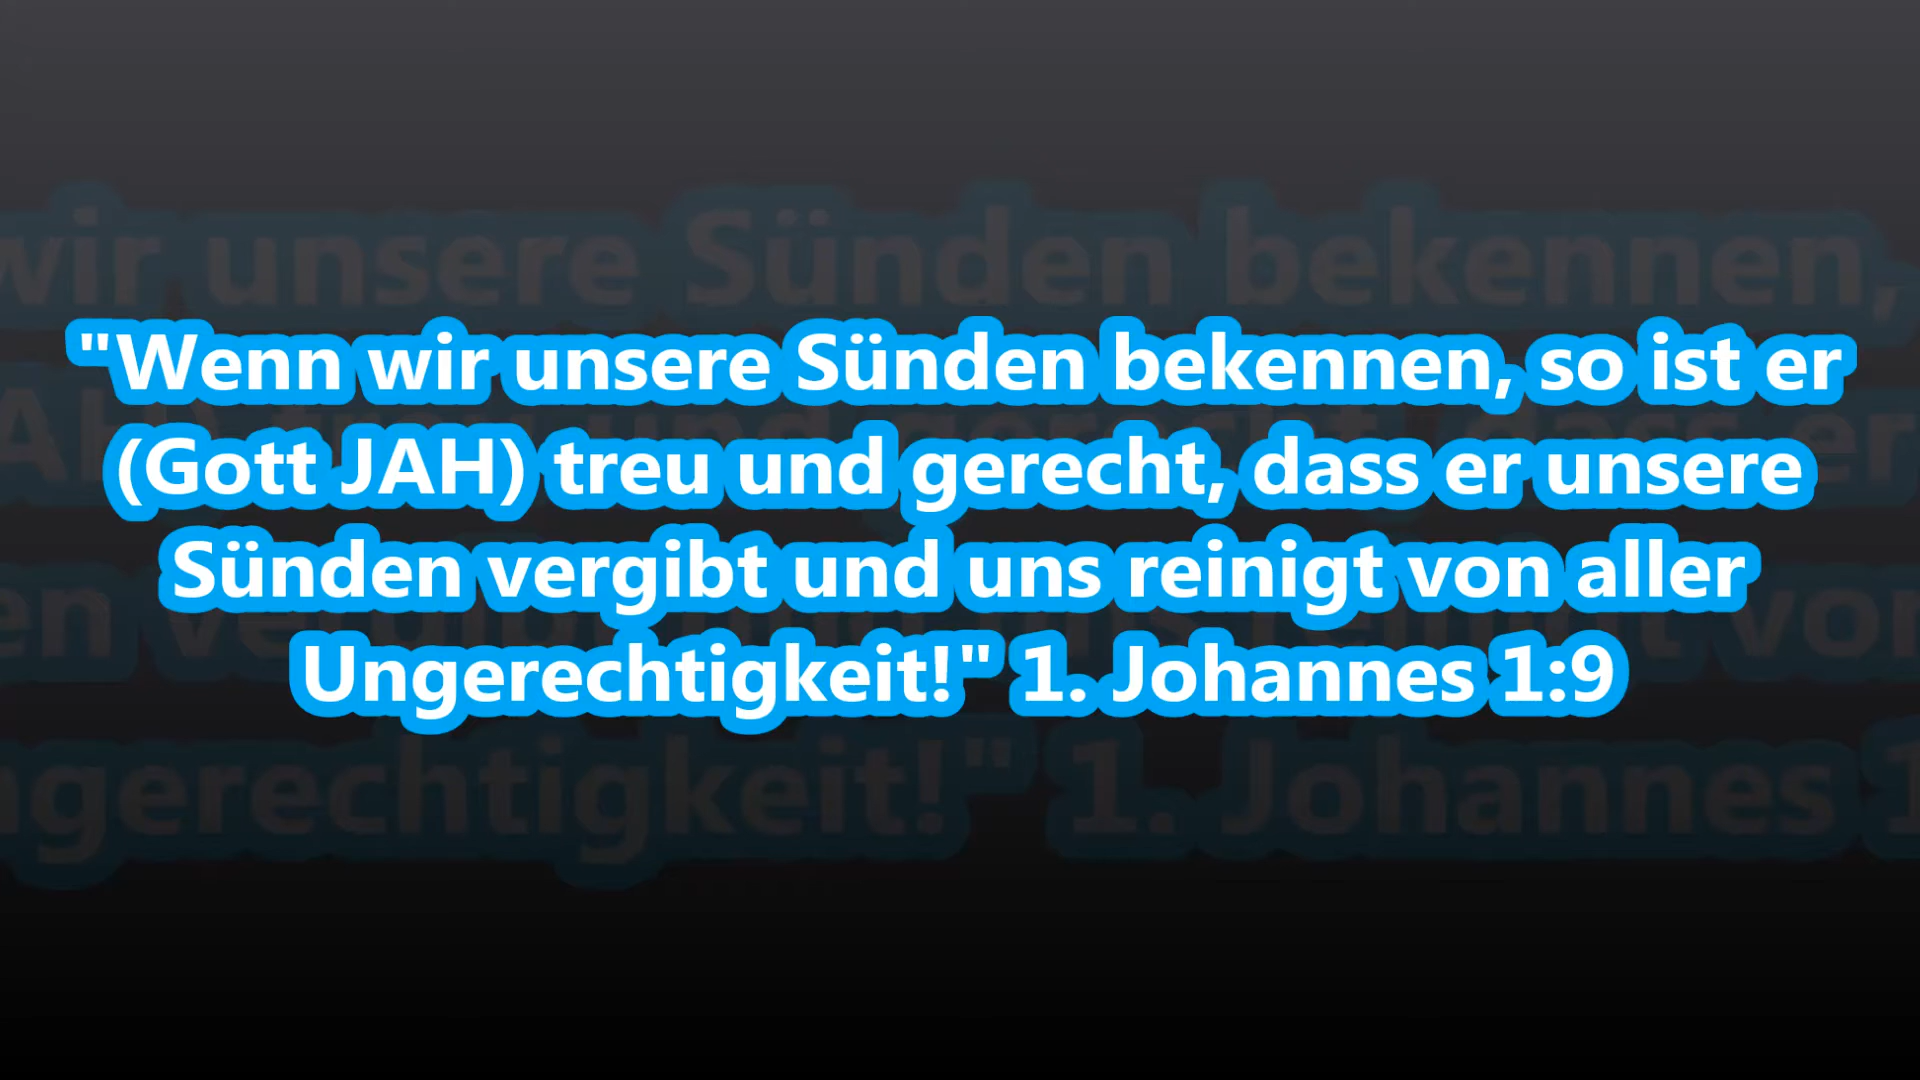 "Wenn wir unsere Sünden bekennen, so ist er
(Gott JAH) treu und gerecht, dass er unsere
Sünden vergibt und uns reinigt von aller
Ungerechtigkeit!" 1. Johannes 1:9